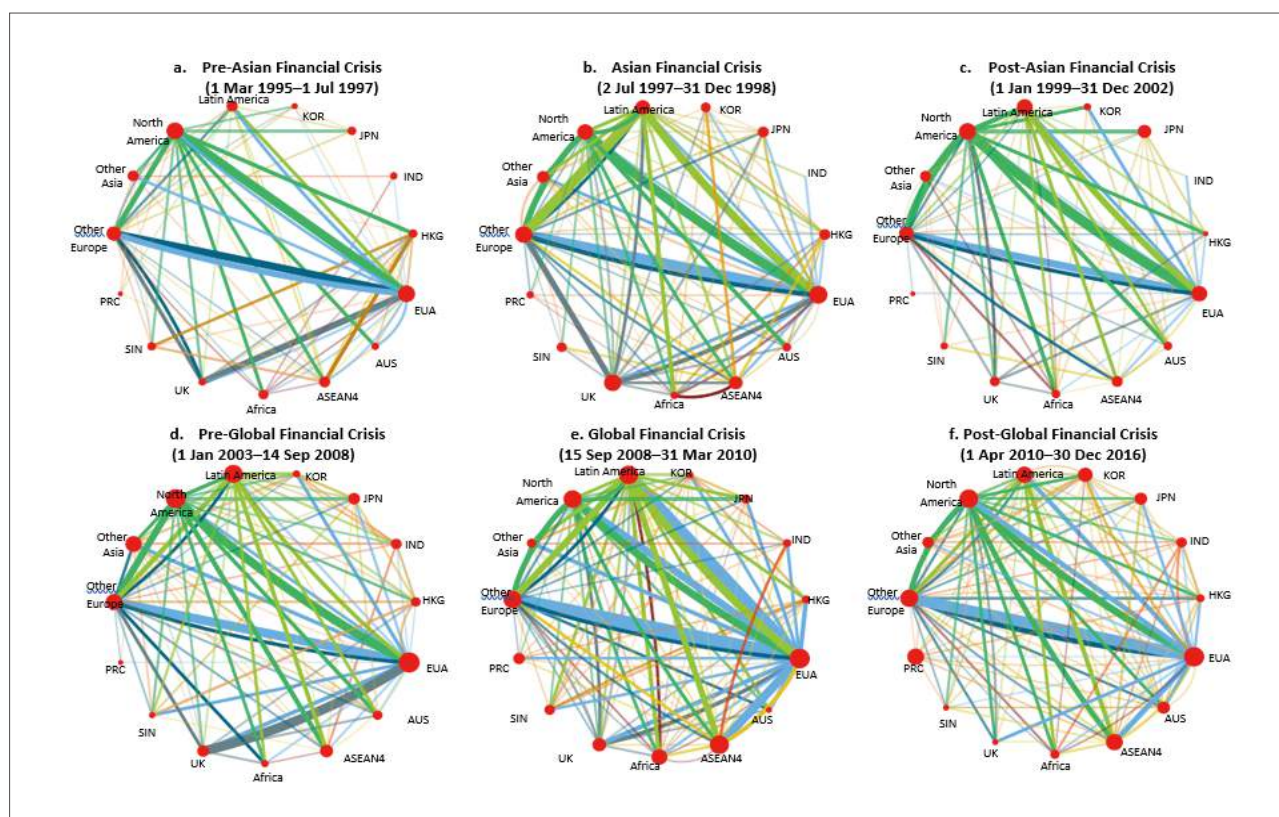 a. Pre-Asian Financial Crisis
(1 Mar 1995–1 Jul 1997)
Latin America
KOR
JPN
North
America
Other
Asia
IND
Other
Europe
HKG
PRC
EUA
SIN
AUS
UK
Africa
ASEAN4
b. Asian Financial Crisis
(2 Jul 1997–31 Dec 1998)
Latin America
KOR
JPN
North
America
Other
Asia
IND
Other
Europe
HKG
PRC
EUA
SIN
AUS
UK
Africa
ASEAN4
c. Post-Asian Financial Crisis
(1 Jan 1999–31 Dec 2002)
Latin America
KOR
JPN
North
America
Other
Asia
IND
Other
Europe
HKG
PRC
EUA
SIN
AUS
UK
Africa
ASEAN4
d. Pre-Global Financial Crisis
(1 Jan 2003–14 Sep 2008)
Latin America
KOR
JPN
North
America
Other
Asia
IND
Other
Europe
HKG
PRC
EUA
SIN
AUS
UK
Africa
ASEAN4
e. Global Financial Crisis
(15 Sep 2008–31 Mar 2010)
Latin America
KOR
JPN
North
America
Other
Asia
IND
Other
Europe
HKG
PRC
EUA
SIN
AUS
UK
Africa
ASEAN4
f. Post-Global Financial Crisis
(1 Apr 2010–30 Dec 2016)
Latin America
KOR
JPN
North
America
Other
Asia
IND
Other
Europe
HKG
PRC
EUA
SIN
AUS
UK
Africa
ASEAN4